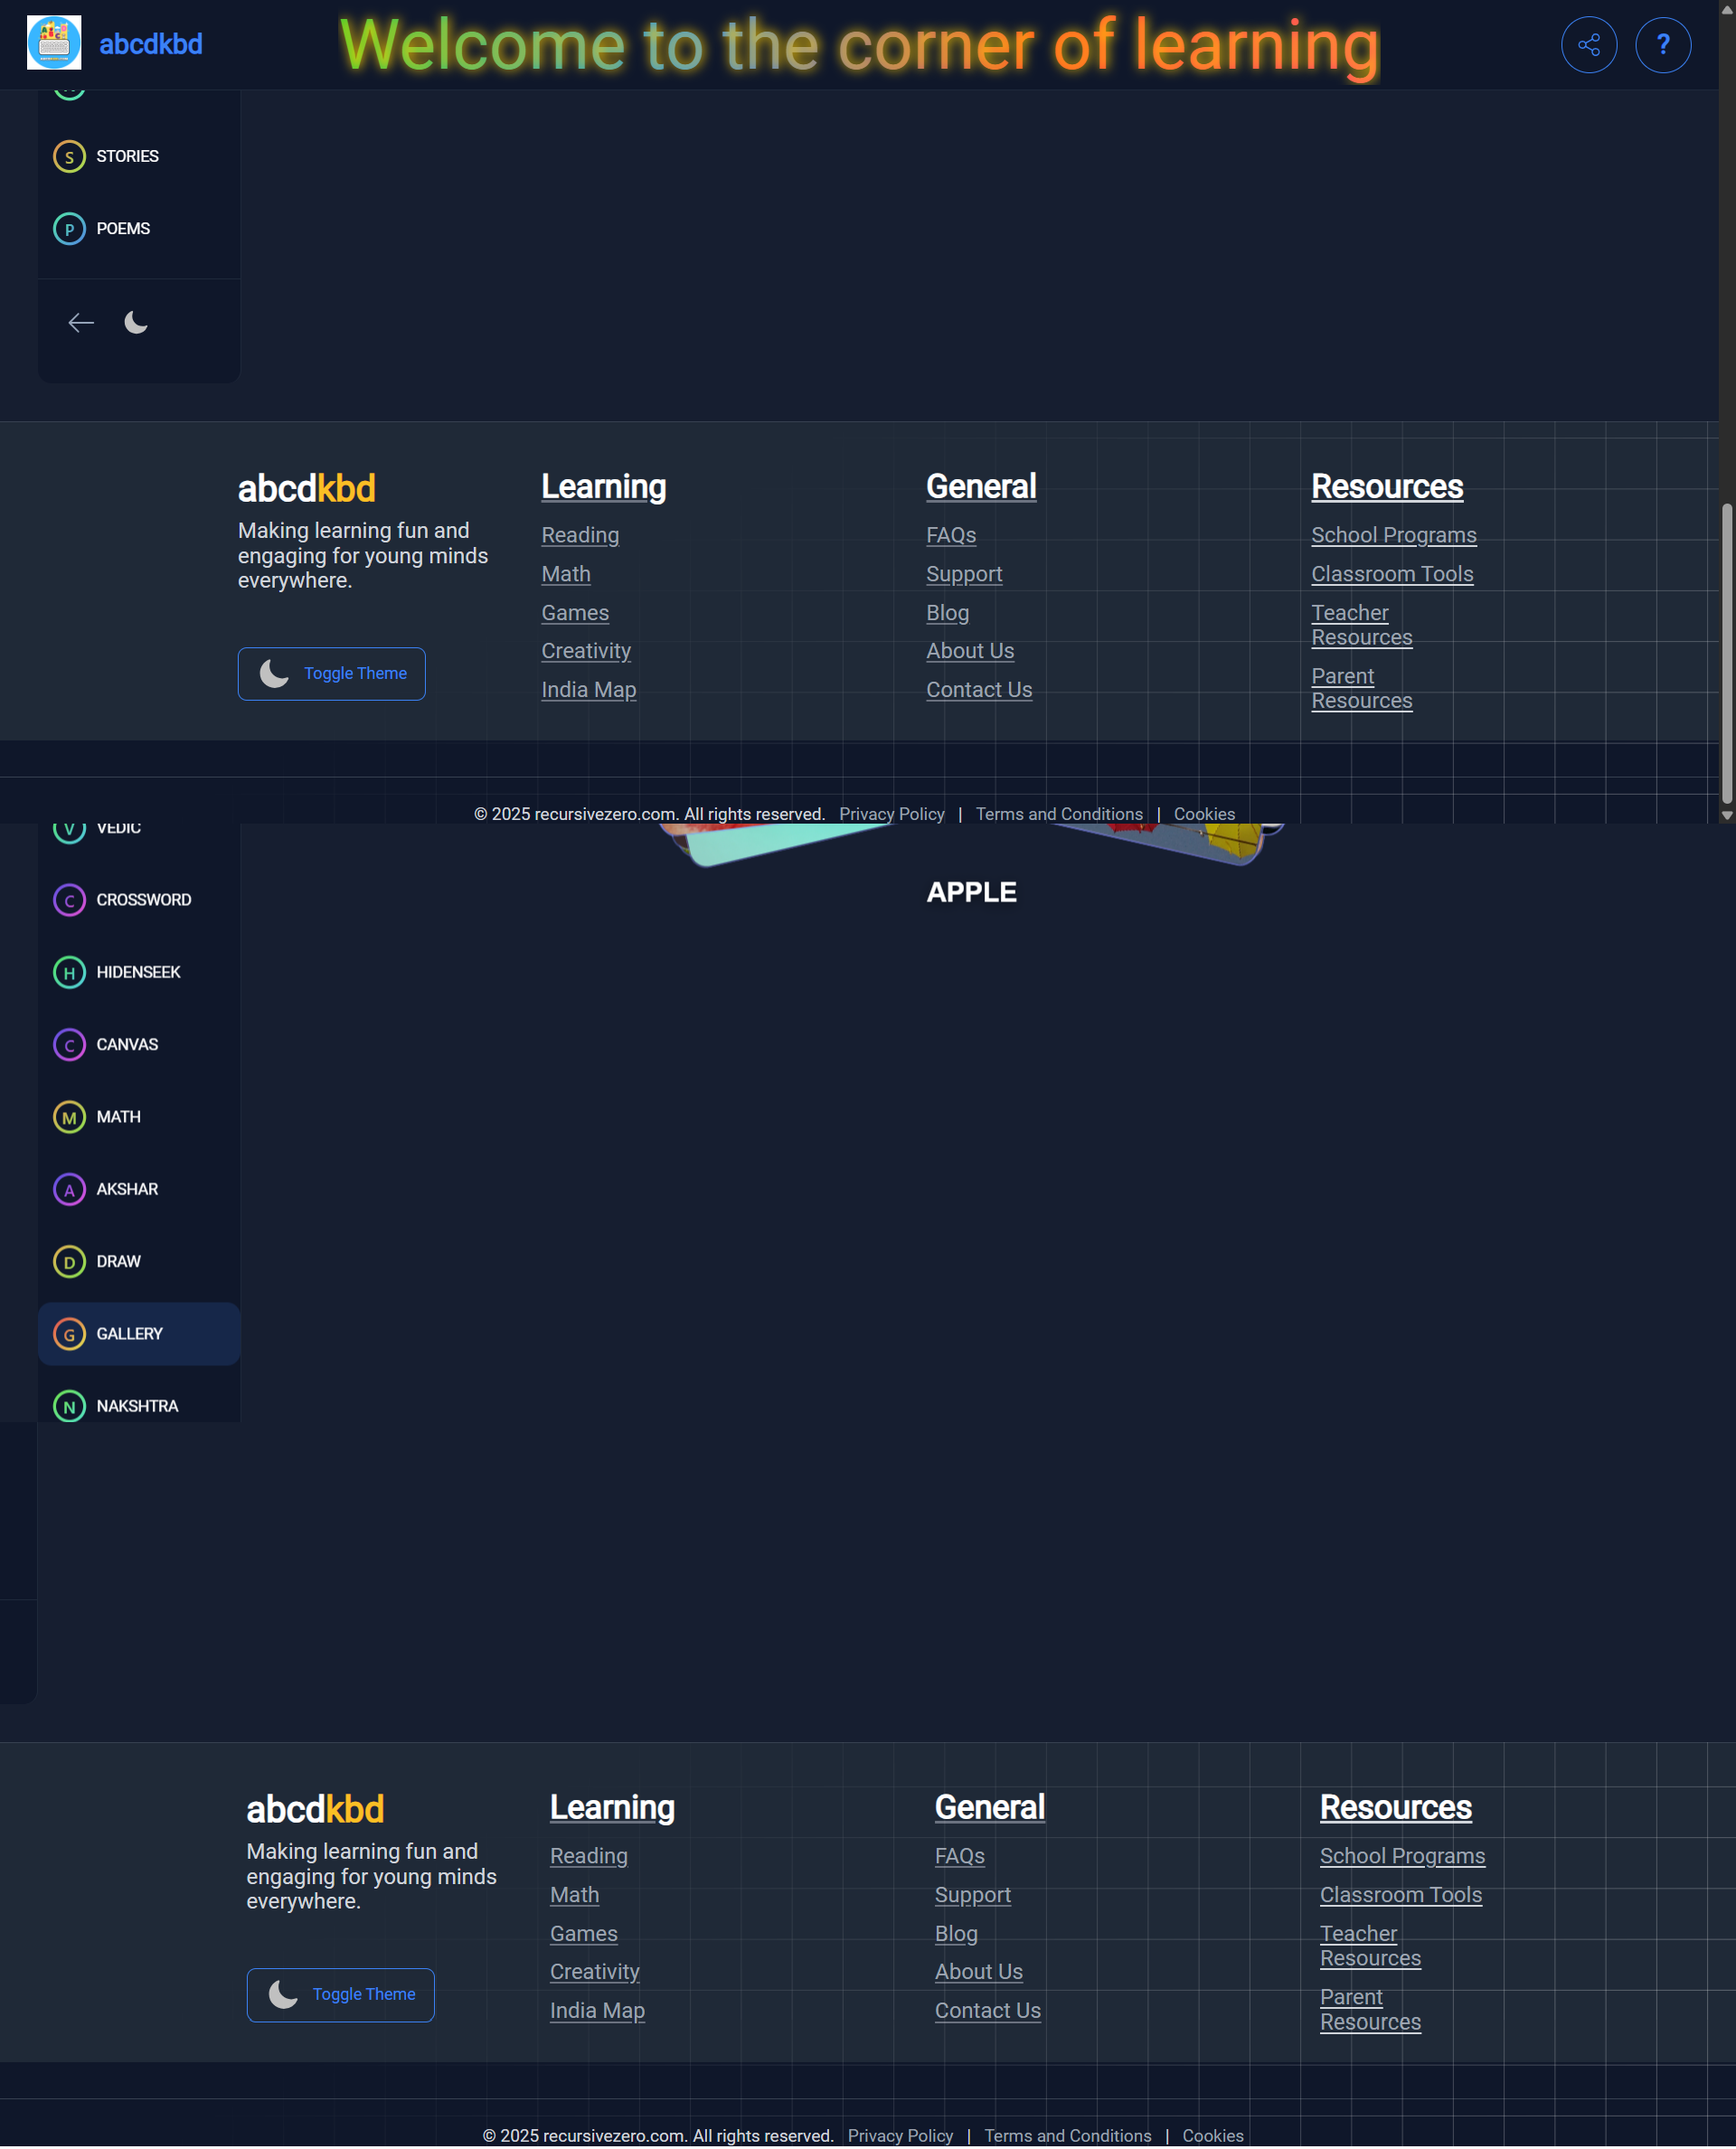 abcdkbd
Welcome to the corner of learning
?
S STORIES
P POEMS
abcdkbd
Making learning fun and
engaging for young minds
everywhere.
Toggle Theme
Learning
Reading
Math
Games
Creativity
India Map
General
FAQs
Support
Blog
About Us
Contact Us
Resources
School Programs
Classroom Tools
Teacher
Resources
Parent
Resources
© 2025 recursivezero.com. All rights reserved. Privacy Policy | Terms and Conditions | Cookies
V VEDIC
APPLE
C CROSSWORD
H HIDENSEEK
C CANVAS
M MATH
A AKSHAR
D DRAW
G GALLERY
N NAKSHTRA
abcdkbd
Making learning fun and
engaging for young minds
everywhere.
Toggle Theme
Learning
Reading
Math
Games
Creativity
India Map
General
FAQs
Support
Blog
About Us
Contact Us
Resources
School Programs
Classroom Tools
Teacher
Resources
Parent
Resources
© 2025 recursivezero.com. All rights reserved. Privacy Policy | Terms and Conditions | Cookies